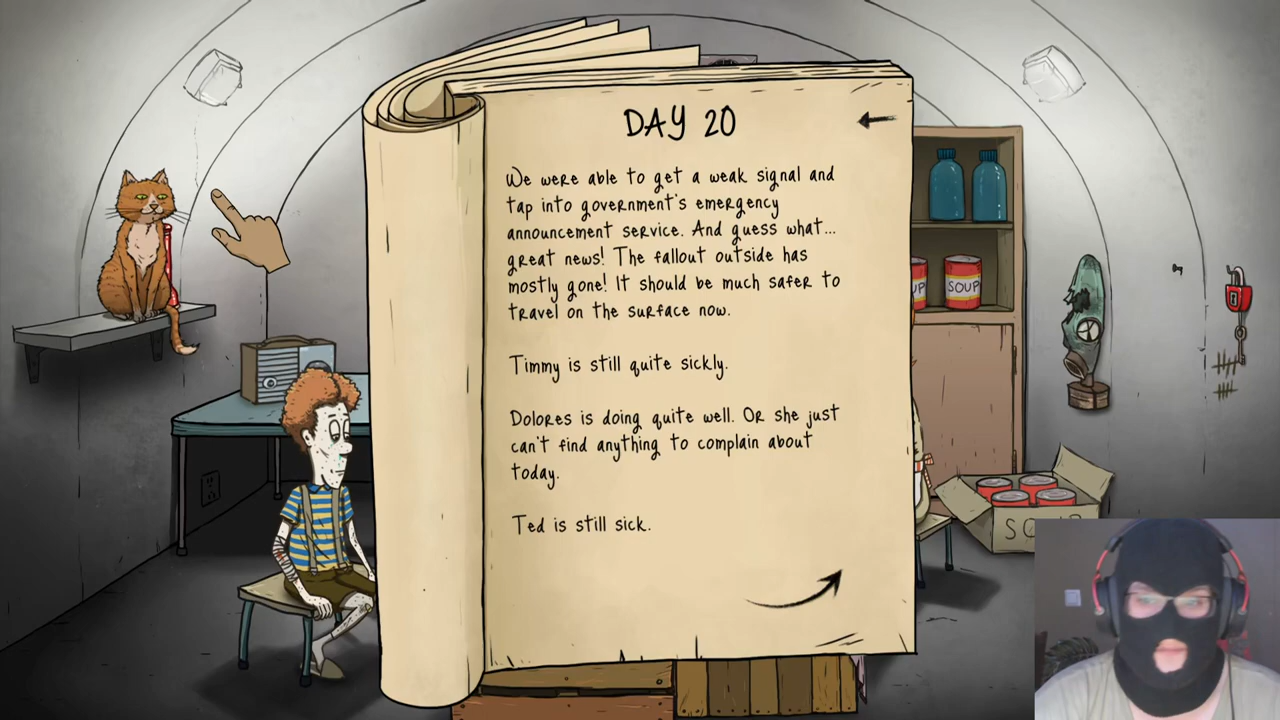 DAY 20
We were able to get a weak signal and
tap into government's emergency
announcement service. And guess what...
great news! The fallout outside has
mostly gone! It should be much safer to
travel on the surface now.
Timmy is still quite sickly.
Dolores is doing quite well. Or she just
can't find anything to complain about
today.
Ted is still sick.
UP
SOUP
SOUP